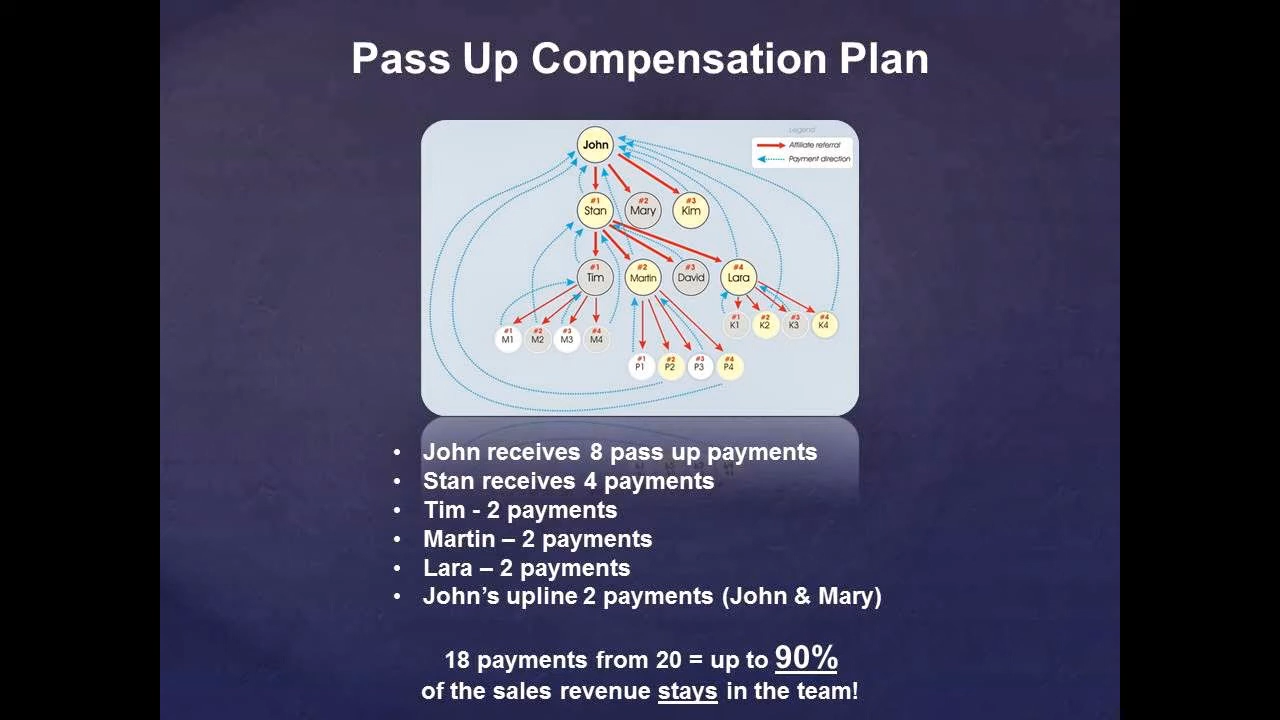 Pass Up Compensation Plan
Legend
Affiliate referral
Payment direction
John
#1 #2 #3
Stan Mary Kim
#1 #2 #3 #4
Tim Martin David Lara
#1 #2 #3 #4
K1 K2 K3 K4
#1 #2 #3 #4
M1 M2 M3 M4
#1 #2 #3 #4
P1 P2 P3 P4
• John receives 8 pass up payments
• Stan receives 4 payments
• Tim - 2 payments
• Martin – 2 payments
• Lara – 2 payments
• John’s upline 2 payments (John & Mary)
18 payments from 20 = up to 90%
of the sales revenue stays in the team!